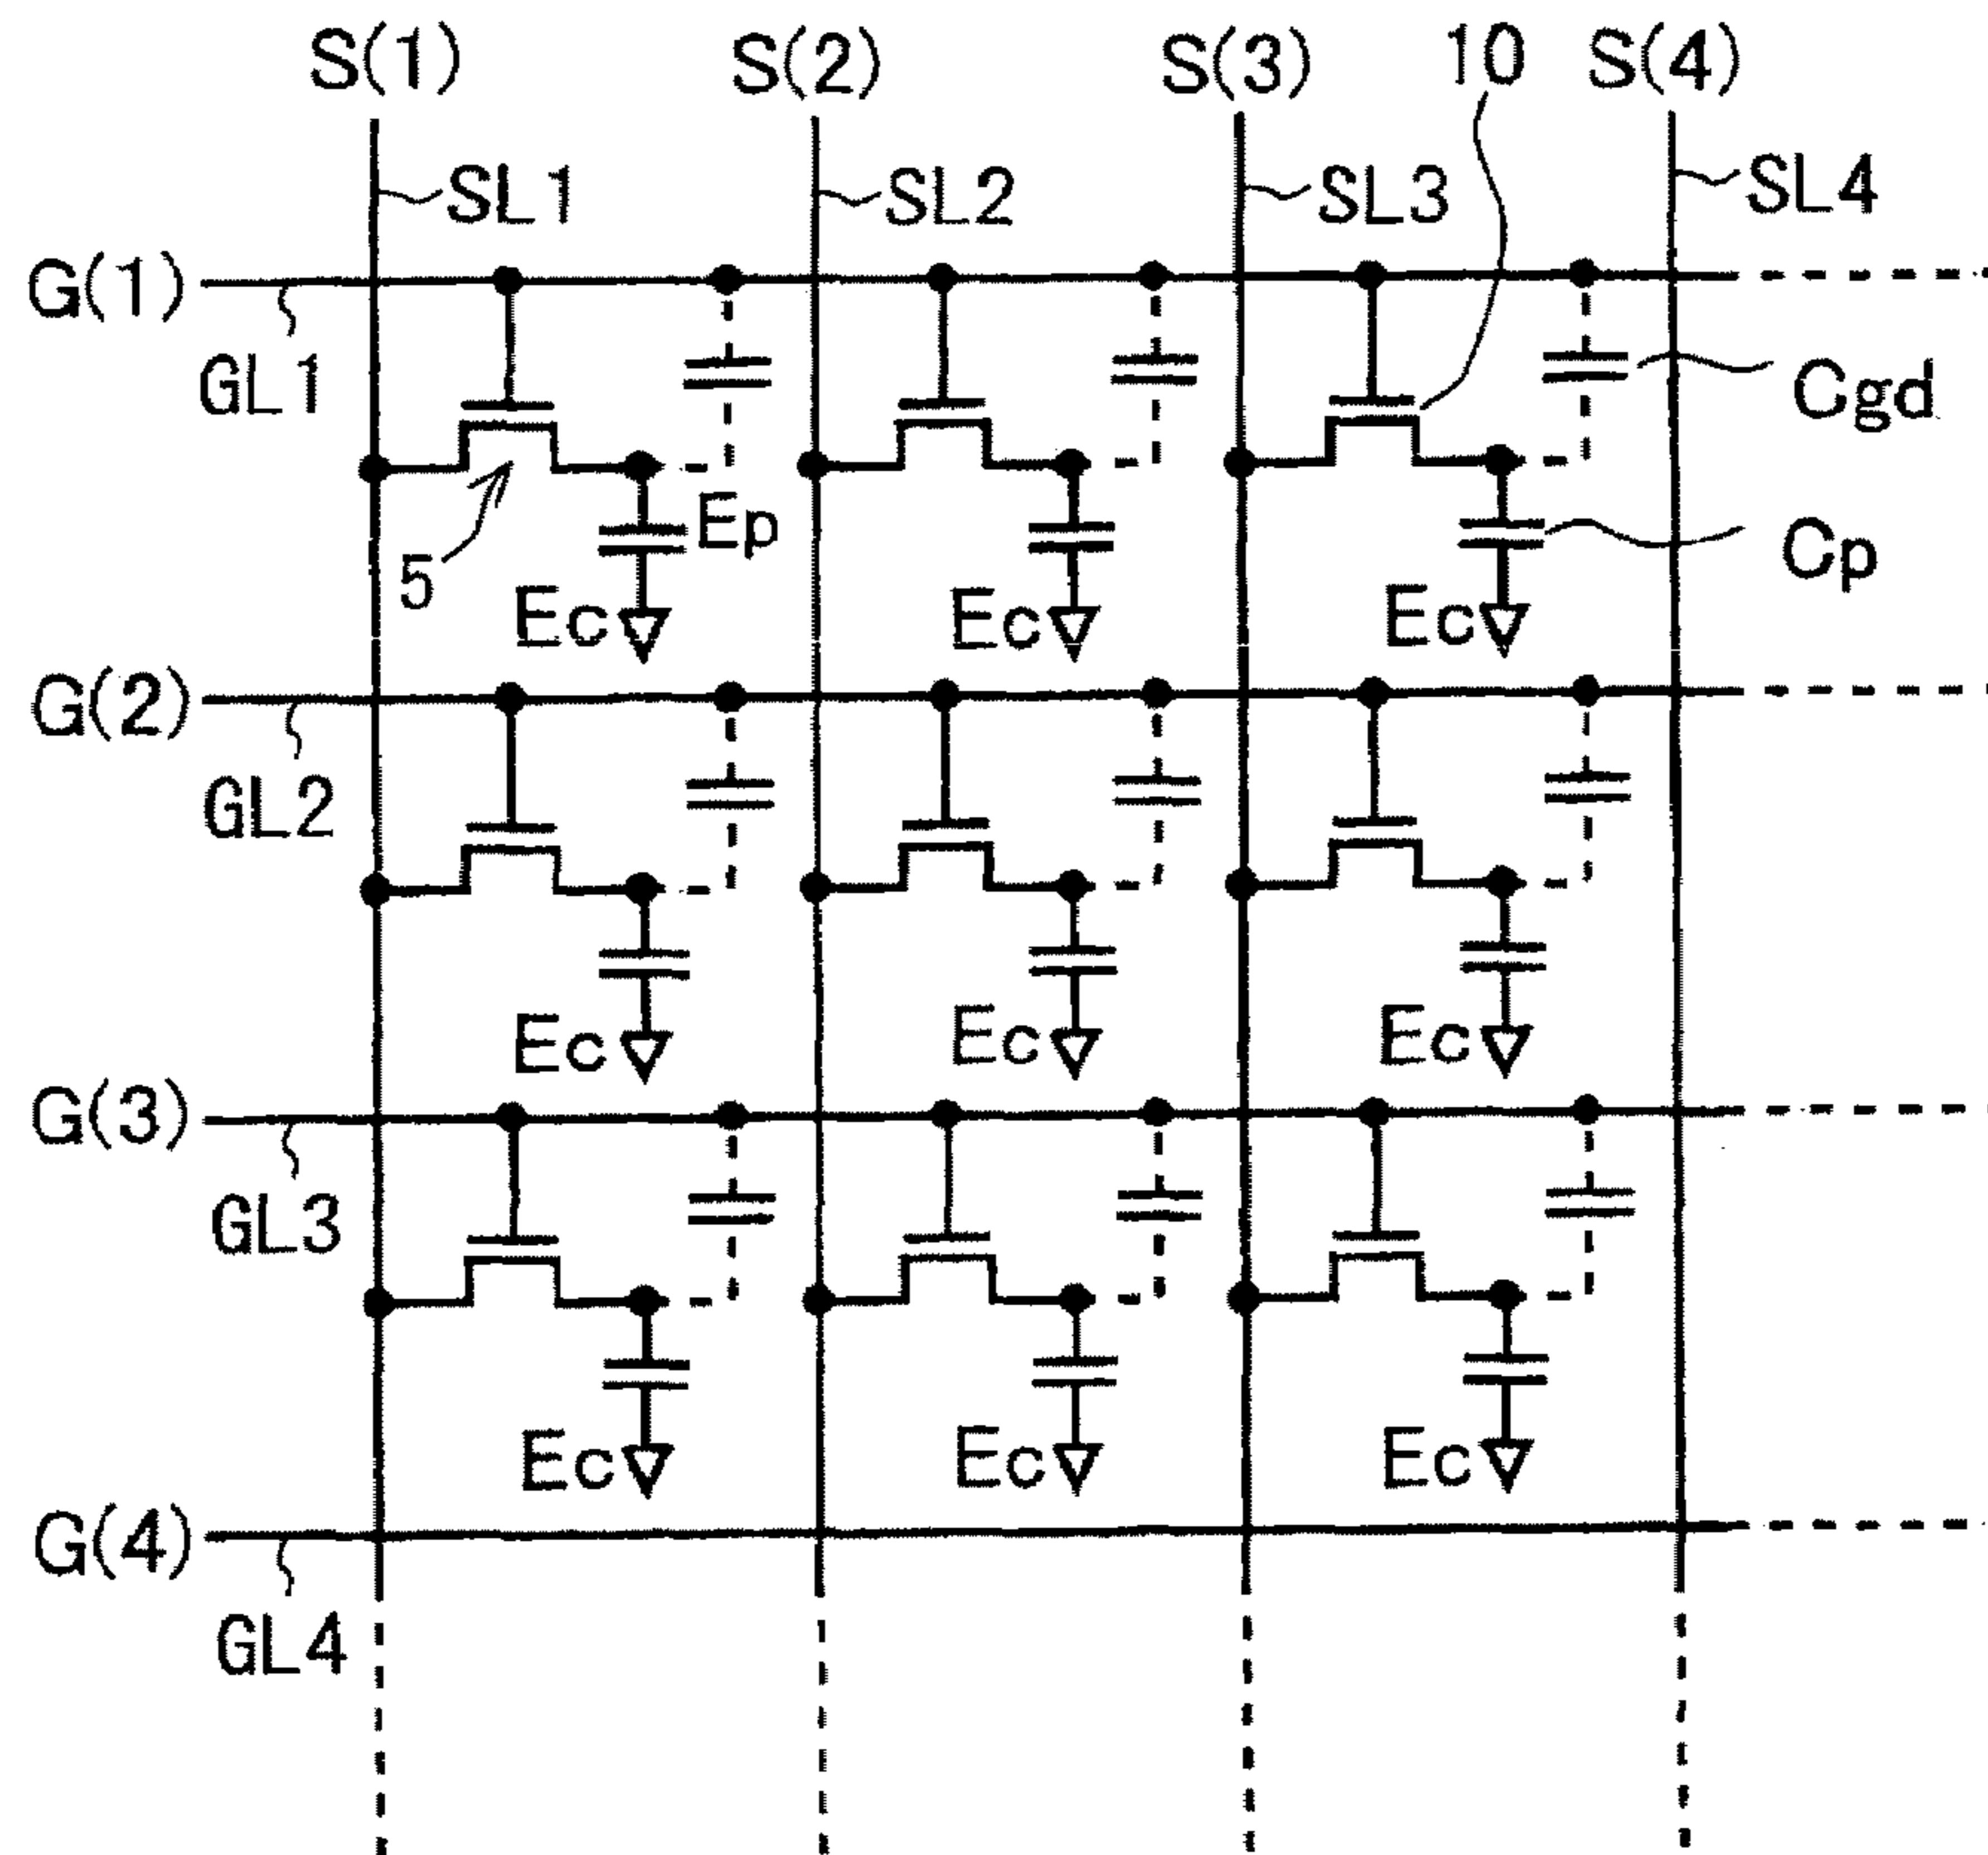 S(1) S(2) S(3) 10 S(4)
SL1 SL2 SL3 SL4
G(1)
GL1 Cgd
5 Ep Cp
Ec Ec Ec
G(2)
GL2
Ec Ec Ec
G(3)
GL3
Ec Ec Ec
G(4)
GL4